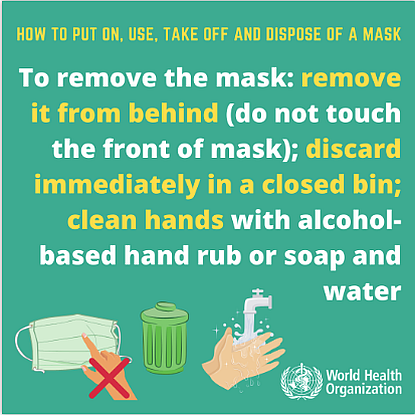 HOW TO PUT ON, USE, TAKE OFF AND DISPOSE OF A MASK
To remove the mask: remove
it from behind (do not touch
the front of mask); discard
immediately in a closed bin;
clean hands with alcohol-
based hand rub or soap and
water
World Health
Organization